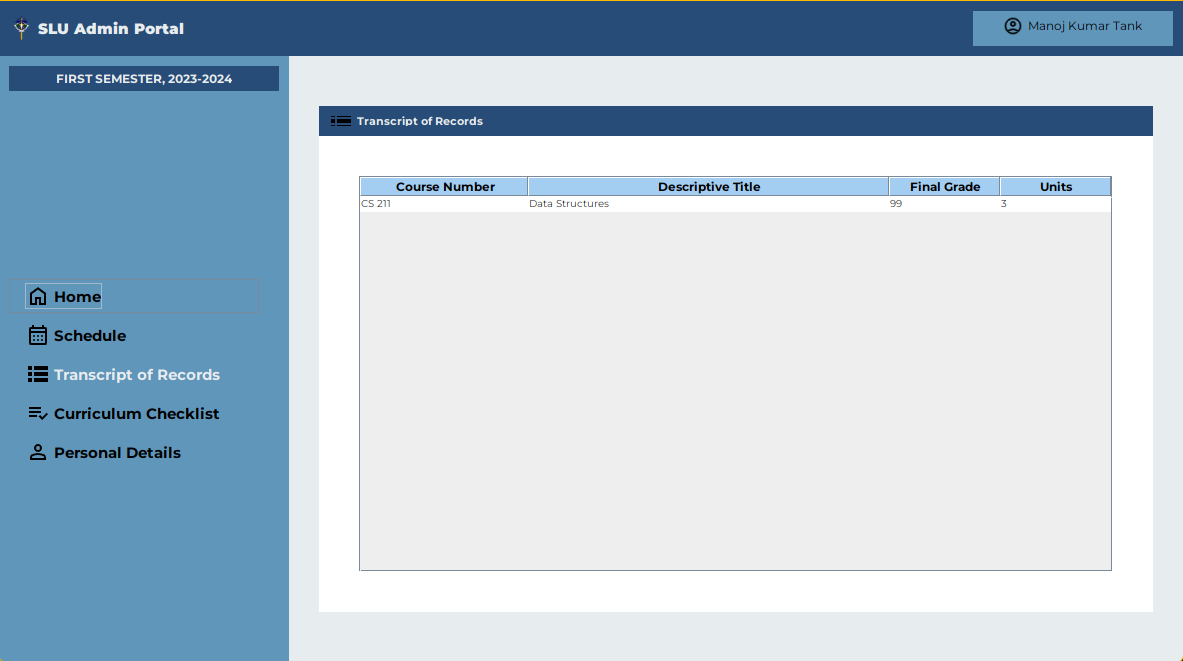 SLU Admin Portal
Manoj Kumar Tank
FIRST SEMESTER, 2023-2024
Home
Schedule
Transcript of Records
Curriculum Checklist
Personal Details
Transcript of Records
Course Number Descriptive Title Final Grade Units
CS 211 Data Structures 99 3